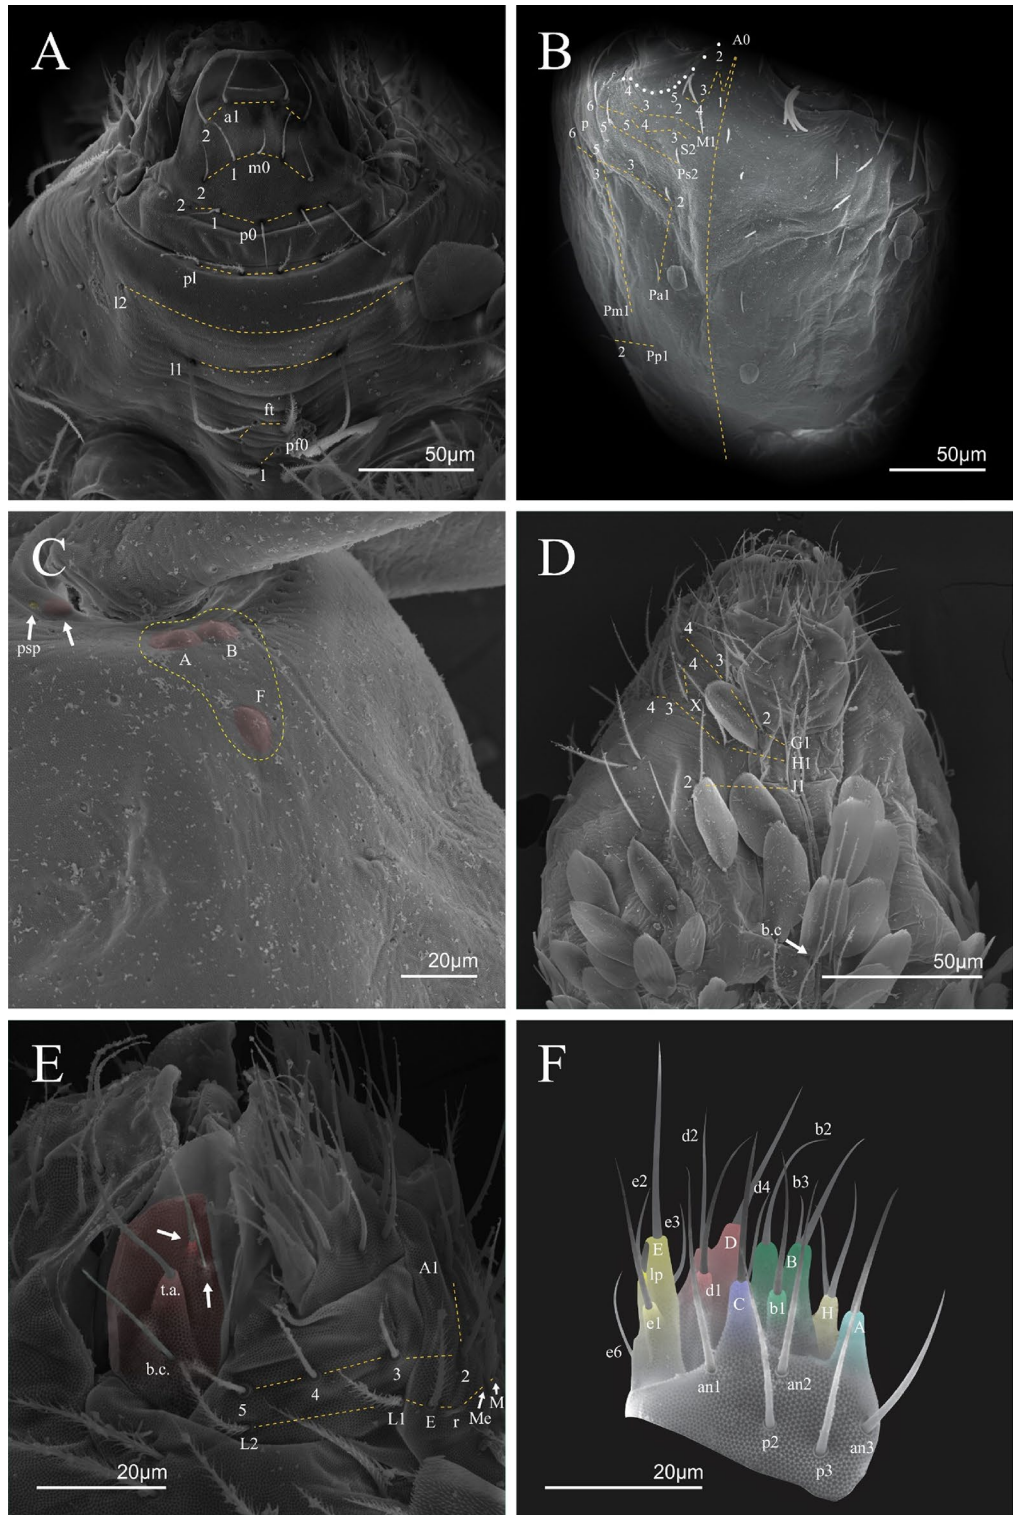 A
a1
2
m0
1
2
2
1
p0
pl
l2
l1
ft
pf0
1
50μm
B
A0
2
4
3
5
1
2
6
3
4
p
5
5
4
3
M1
6
S2
5
3
Ps2
3
2
Pa1
Pm1
2
Pp1
50μm
C
psp
A
B
F
20μm
D
4
4
3
4
3
X
2
G1
H1
2
J1
b.c
50μm
E
A1
t.a.
b.c.
3
4
2
5
M
L1
E
r
Me
L2
20μm
F
d2
b2
e2
d4
b3
e3
D
E
B
lp
d1
C
b1
H
e1
A
e6
an1
an2
p2
an3
p3
20μm